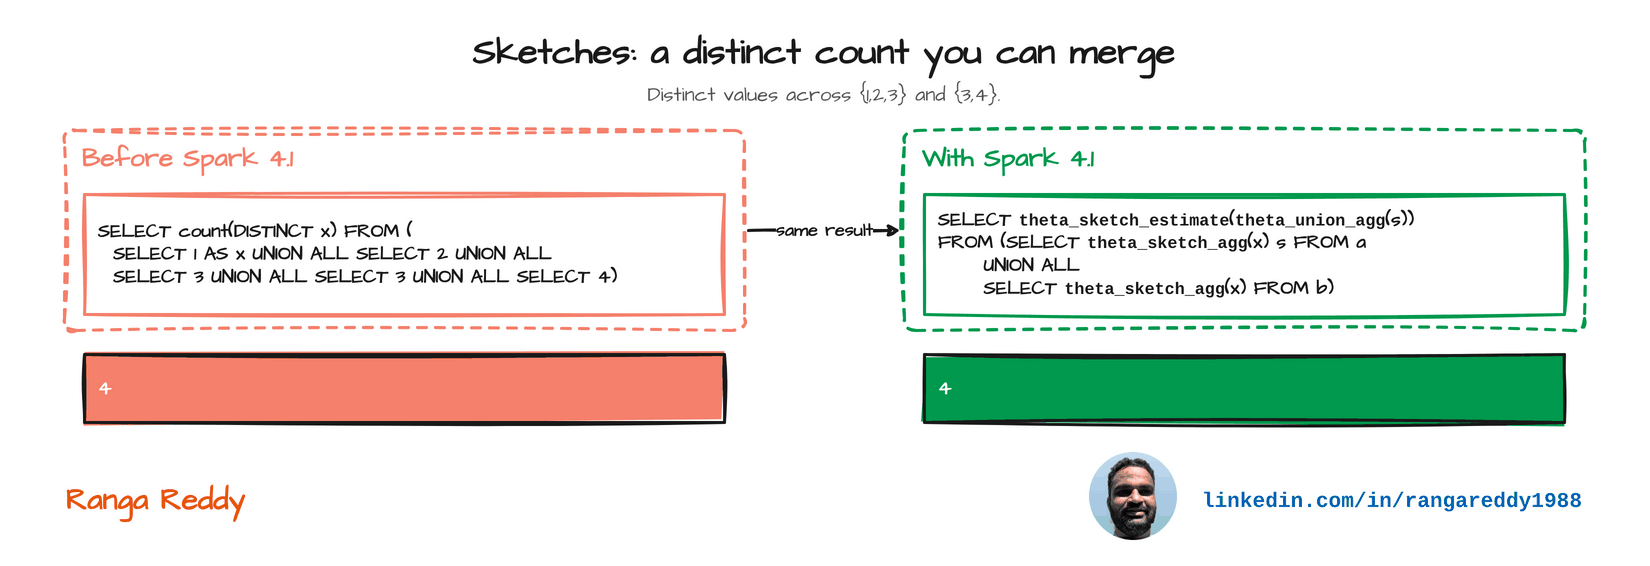 Sketches: a distinct count you can merge
Distinct values across {1,2,3} and {3,4}.
Before Spark 4.1
SELECT count(DISTINCT x) FROM (
SELECT 1 AS x UNION ALL SELECT 2 UNION ALL
SELECT 3 UNION ALL SELECT 3 UNION ALL SELECT 4)
same result
With Spark 4.1
SELECT theta_sketch_estimate(theta_union_agg(s))
FROM (SELECT theta_sketch_agg(x) s FROM a
UNION ALL
SELECT theta_sketch_agg(x) FROM b)
4
4
Ranga Reddy
linkedin.com/in/rangareddy1988